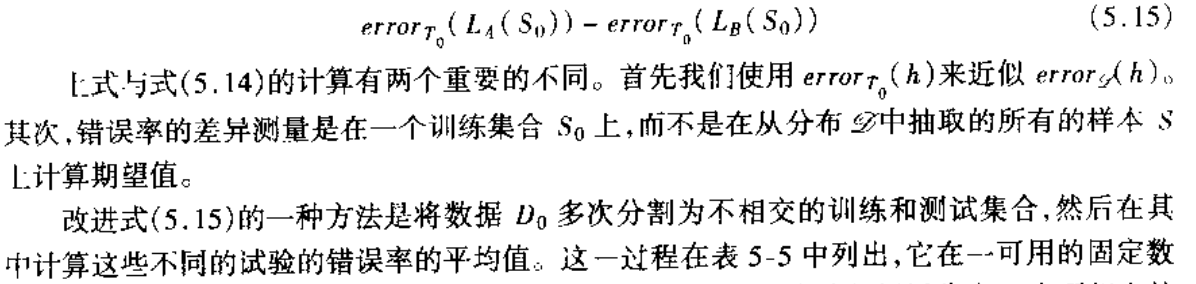 error_{T_0}(L_A(S_0)) − error_{T_0}(L_B(S_0)) (5.15)
上式与式(5.14)的计算有两个重要的不同。首先我们使用 error_{T_0}(h)来近似 error_𝒟(h)。
其次,错误率的差异测量是在一个训练集合 S_0 上,而不是在从分布 𝒟中抽取的所有的样本 S
上计算期望值。
改进式(5.15)的一种方法是将数据 D_0 多次分割为不相交的训练和测试集合,然后在其
中计算这些不同的试验的错误率的平均值。这一过程在表 5-5 中列出,它在一可用的固定数